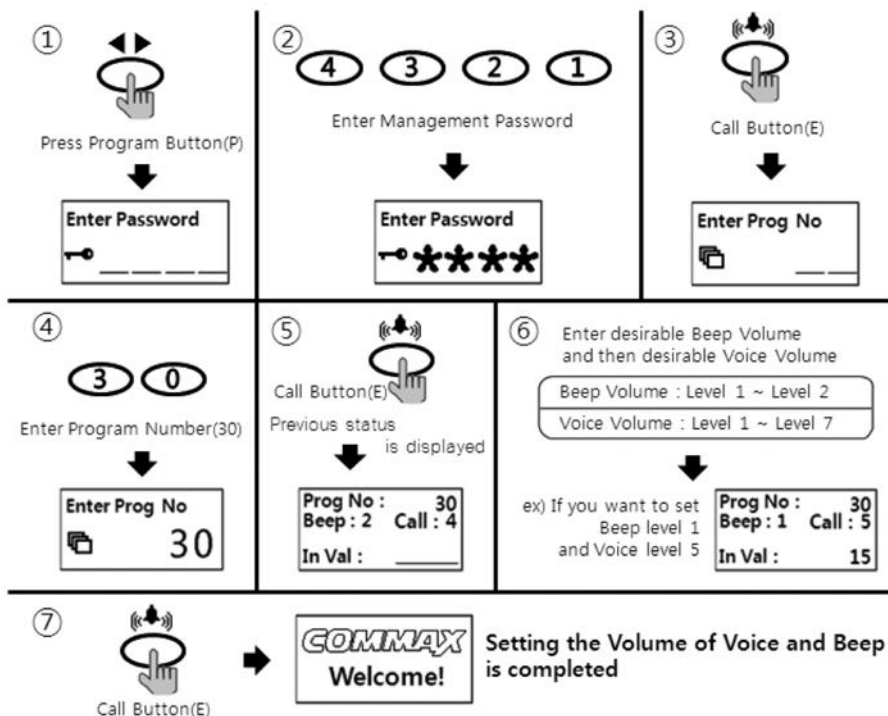 ①
Press Program Button(P)
Enter Password
②
4 3 2 1
Enter Management Password
Enter Password
****
③
Call Button(E)
Enter Prog No
④
3 0
Enter Program Number(30)
Enter Prog No
30
⑤
Call Button(E)
Previous status
is displayed
Prog No : 30
Beep : 2 Call : 4
In Val :
⑥
Enter desirable Beep Volume
and then desirable Voice Volume
Beep Volume : Level 1 ~ Level 2
Voice Volume : Level 1 ~ Level 7
ex) If you want to set
Beep level 1
and Voice level 5
Prog No : 30
Beep : 1 Call : 5
In Val : 15
⑦
Call Button(E)
COMMAX
Welcome!
Setting the Volume of Voice and Beep
is completed